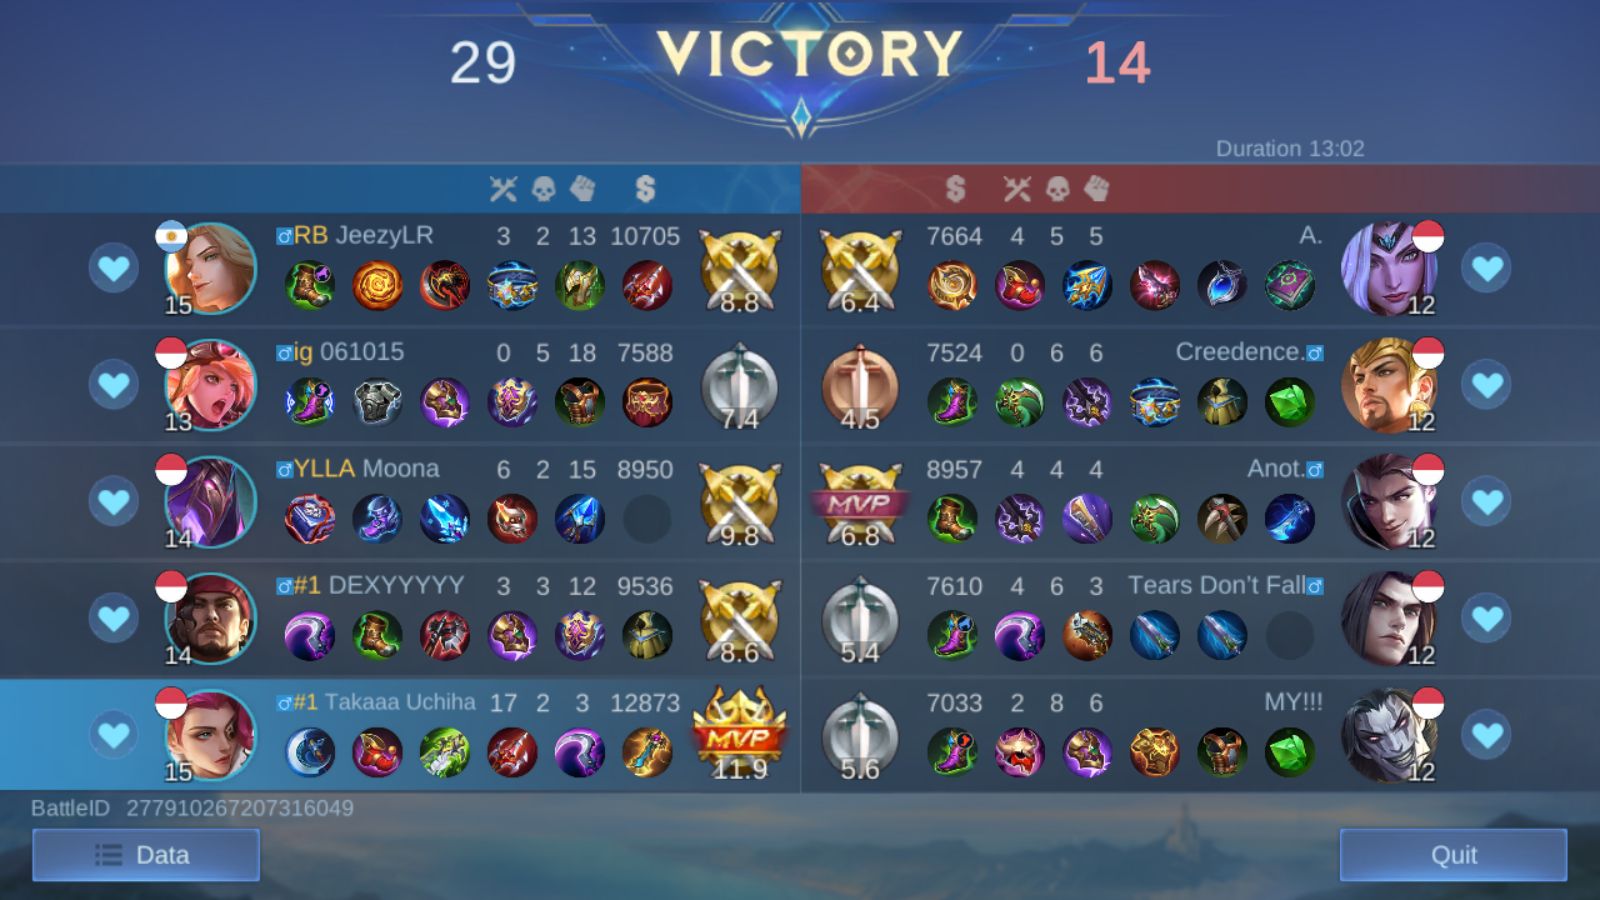 29 VICTORY 14
Duration 13:02
RB JeezyLR 3 2 13 10705
15 8.8
7664 4 5 5 A.
6.4 12
ig 061015 0 5 18 7588
13 7.4
7524 0 6 6 Creedence.
4.5 12
YLLA Moona 6 2 15 8950
14 9.8
8957 4 4 4 Anot.
MVP
6.8 12
#1 DEXYYYYY 3 3 12 9536
14 8.6
7610 4 6 3 Tears Don't Fall
5.4 12
#1 Takaaa Uchiha 17 2 3 12873
MVP
15 11.9
7033 2 8 6 MY!!!
5.6 12
BattleID 277910267207316049
Data Quit